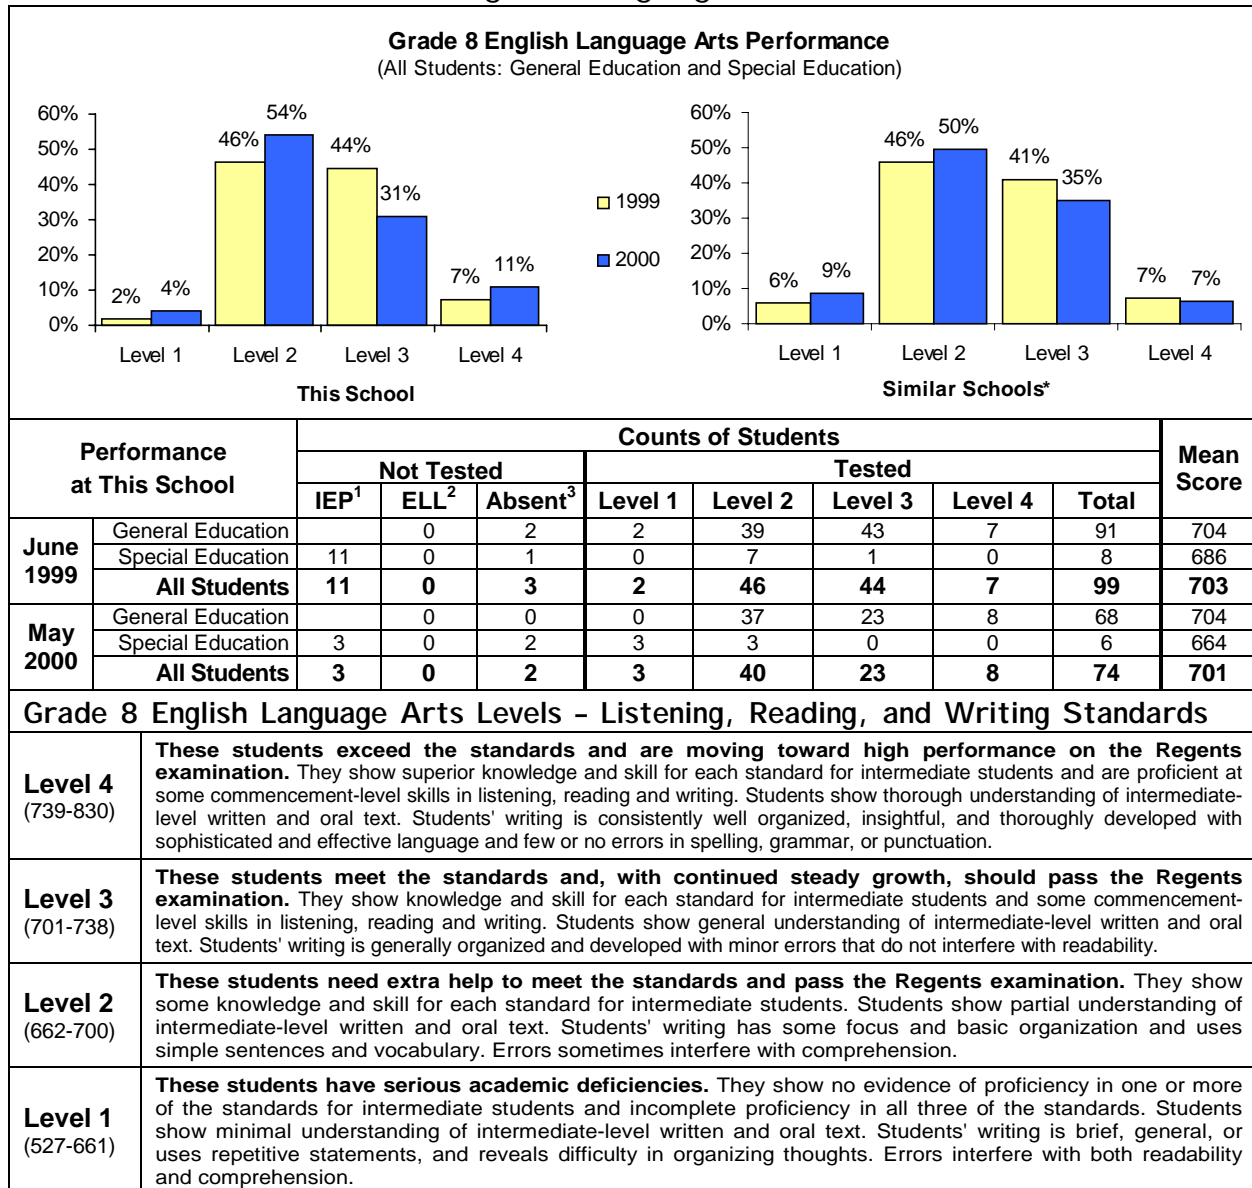 Grade 8 English Language Arts Performance
(All Students: General Education and Special Education)
60%
50%
40%
30%
20%
10%
0%
2%
4%
46%
54%
44%
31%
7%
11%
Level 1
Level 2
Level 3
Level 4
This School
1999
2000
60%
50%
40%
30%
20%
10%
0%
6%
9%
46%
50%
41%
35%
7%
7%
Level 1
Level 2
Level 3
Level 4
Similar Schools*
Performance
at This School
Counts of Students
Mean
Score
Not Tested
Tested
IEP¹ ELL² Absent³ Level 1 Level 2 Level 3 Level 4 Total
June
1999
General Education 0 2 2 39 43 7 91 704
Special Education 11 0 1 0 7 1 0 8 686
All Students 11 0 3 2 46 44 7 99 703
May
2000
General Education 0 0 0 37 23 8 68 704
Special Education 3 0 2 3 3 0 0 6 664
All Students 3 0 2 3 40 23 8 74 701
Grade 8 English Language Arts Levels – Listening, Reading, and Writing Standards
Level 4
(739-830)
These students exceed the standards and are moving toward high performance on the Regents
examination. They show superior knowledge and skill for each standard for intermediate students and are proficient at
some commencement-level skills in listening, reading and writing. Students show thorough understanding of intermediate-
level written and oral text. Students' writing is consistently well organized, insightful, and thoroughly developed with
sophisticated and effective language and few or no errors in spelling, grammar, or punctuation.
Level 3
(701-738)
These students meet the standards and, with continued steady growth, should pass the Regents
examination. They show knowledge and skill for each standard for intermediate students and some commencement-
level skills in listening, reading and writing. Students show general understanding of intermediate-level written and oral
text. Students' writing is generally organized and developed with minor errors that do not interfere with readability.
Level 2
(662-700)
These students need extra help to meet the standards and pass the Regents examination. They show
some knowledge and skill for each standard for intermediate students. Students show partial understanding of
intermediate-level written and oral text. Students' writing has some focus and basic organization and uses
simple sentences and vocabulary. Errors sometimes interfere with comprehension.
Level 1
(527-661)
These students have serious academic deficiencies. They show no evidence of proficiency in one or more
of the standards for intermediate students and incomplete proficiency in all three of the standards. Students
show minimal understanding of intermediate-level written and oral text. Students' writing is brief, general, or
uses repetitive statements, and reveals difficulty in organizing thoughts. Errors interfere with both readability
and comprehension.